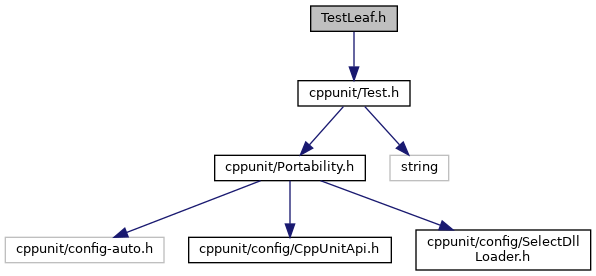 TestLeaf.h
cppunit/Test.h
cppunit/Portability.h
string
cppunit/config-auto.h
cppunit/config/CppUnitApi.h
cppunit/config/SelectDll
Loader.h